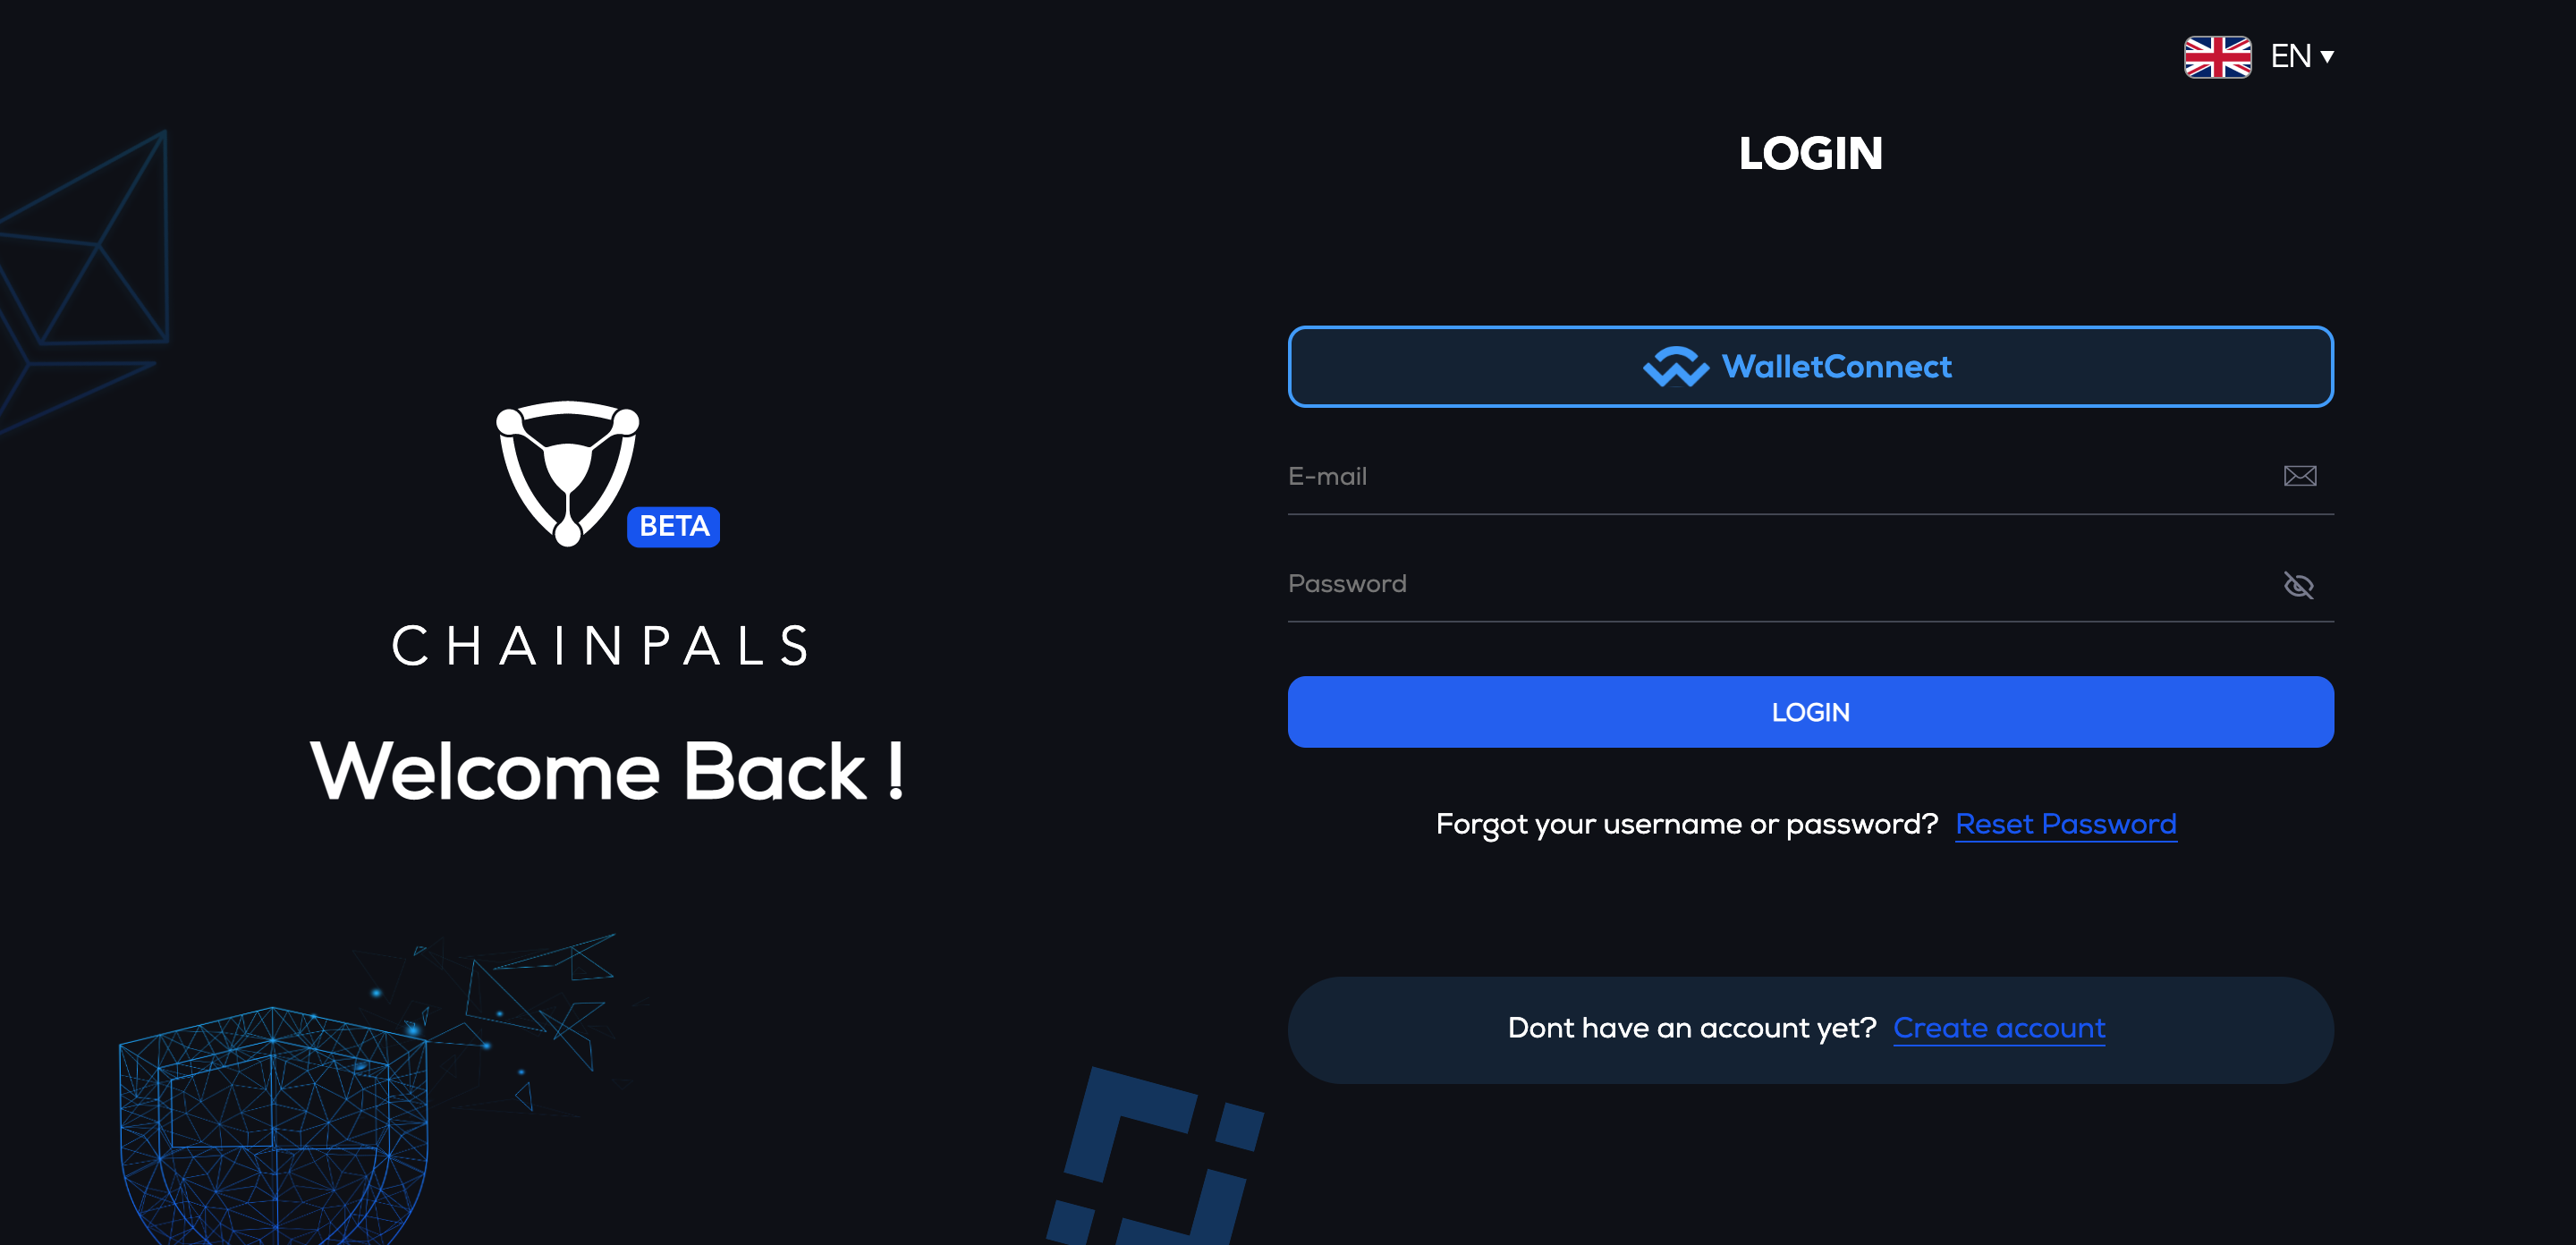 EN
LOGIN
WalletConnect
E-mail
BETA
Password
CHAINPALS
LOGIN
Welcome Back !
Forgot your username or password? Reset Password
Dont have an account yet? Create account